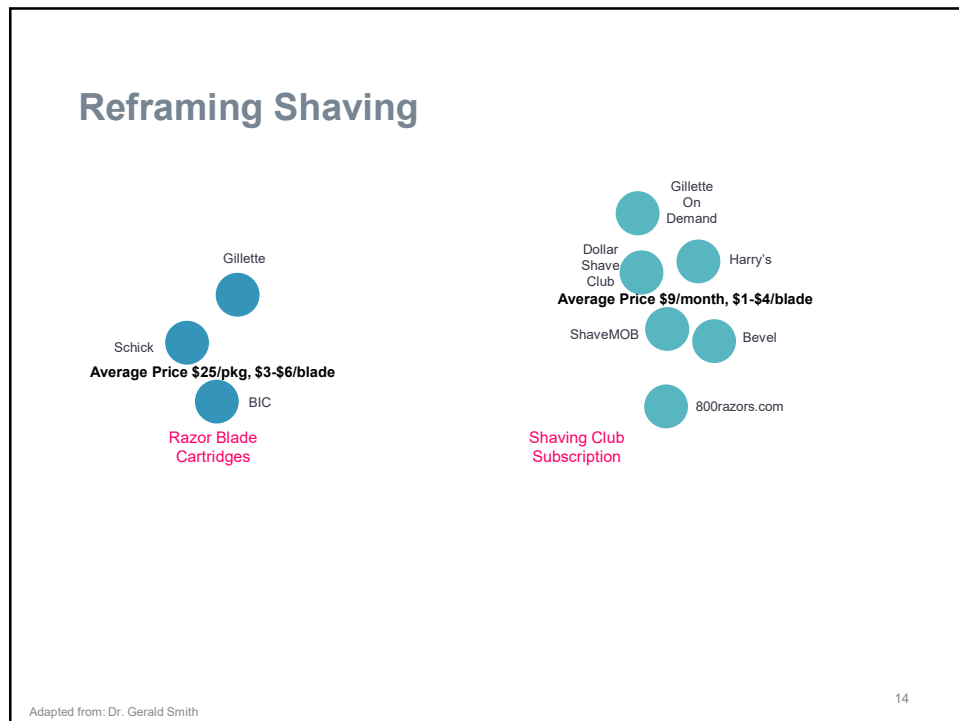 Reframing Shaving
Gillette
Schick
Average Price $25/pkg, $3-$6/blade
BIC
Razor Blade
Cartridges
Gillette
On
Demand
Dollar
Shave
Club
Harry’s
Average Price $9/month, $1-$4/blade
ShaveMOB
Bevel
800razors.com
Shaving Club
Subscription
Adapted from: Dr. Gerald Smith
14